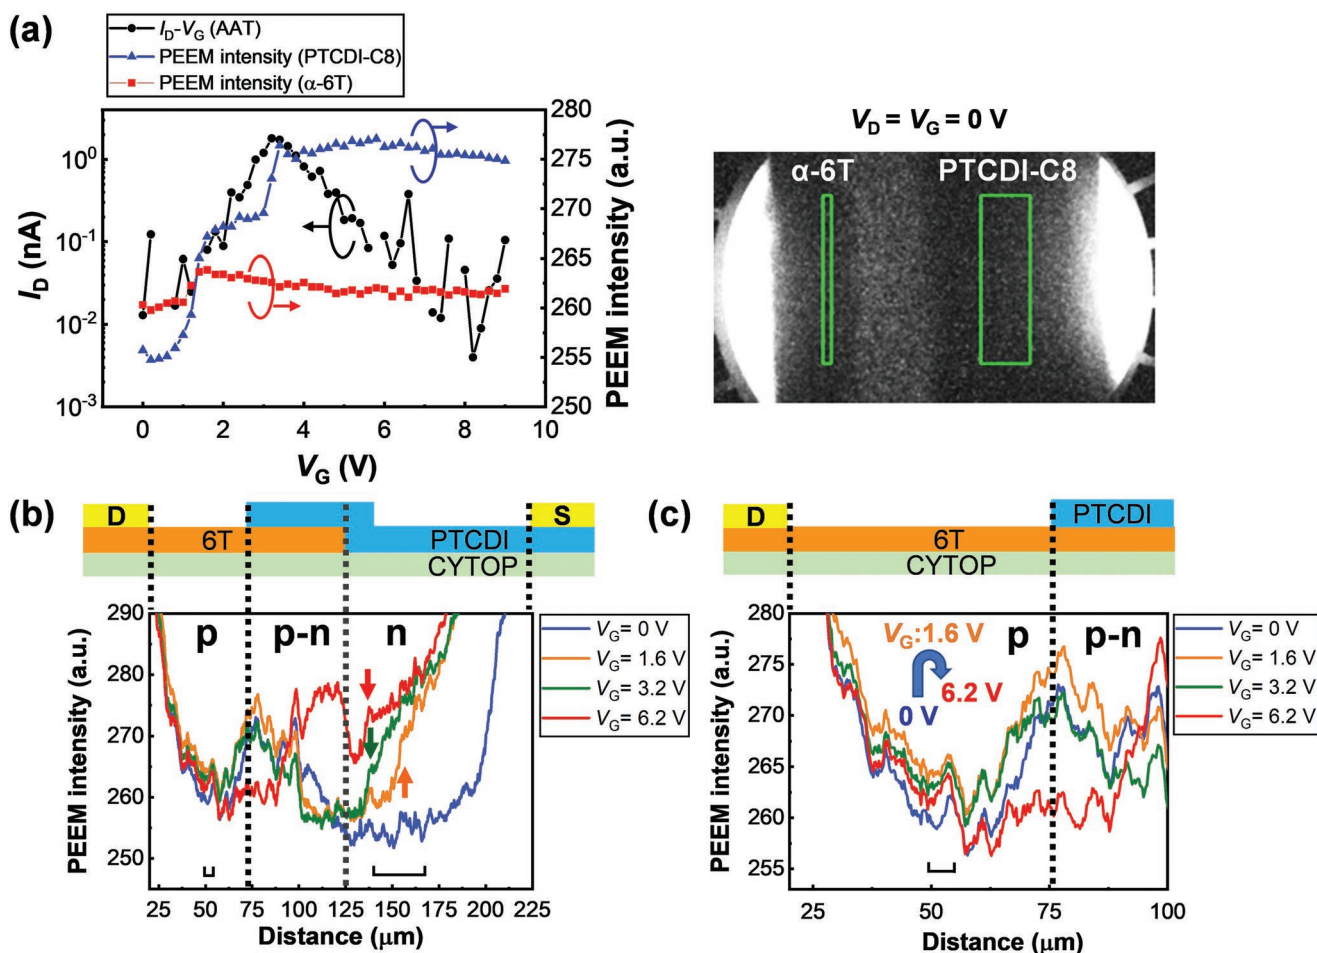 (a)
I_D-V_G (AAT)
PEEM intensity (PTCDI-C8)
PEEM intensity (α-6T)
I_D (nA)
10⁰
10⁻¹
10⁻²
10⁻³
0 2 4 6 8 10
V_G (V)
280
275
270
265
260
255
250
PEEM intensity (a.u.)
V_D = V_G = 0 V
α-6T PTCDI-C8
(b)
D S
6T PTCDI
CYTOP
PEEM intensity (a.u.)
290
280
270
260
250
p p-n n
25 50 75 100 125 150 175 200 225
Distance (μm)
V_G= 0 V
V_G= 1.6 V
V_G= 3.2 V
V_G= 6.2 V
(c)
D PTCDI
6T
CYTOP
PEEM intensity (a.u.)
280
275
270
265
260
255
V_G:1.6 V
p p-n
6.2 V
0 V
25 50 75 100
Distance (μm)
V_G= 0 V
V_G= 1.6 V
V_G= 3.2 V
V_G= 6.2 V